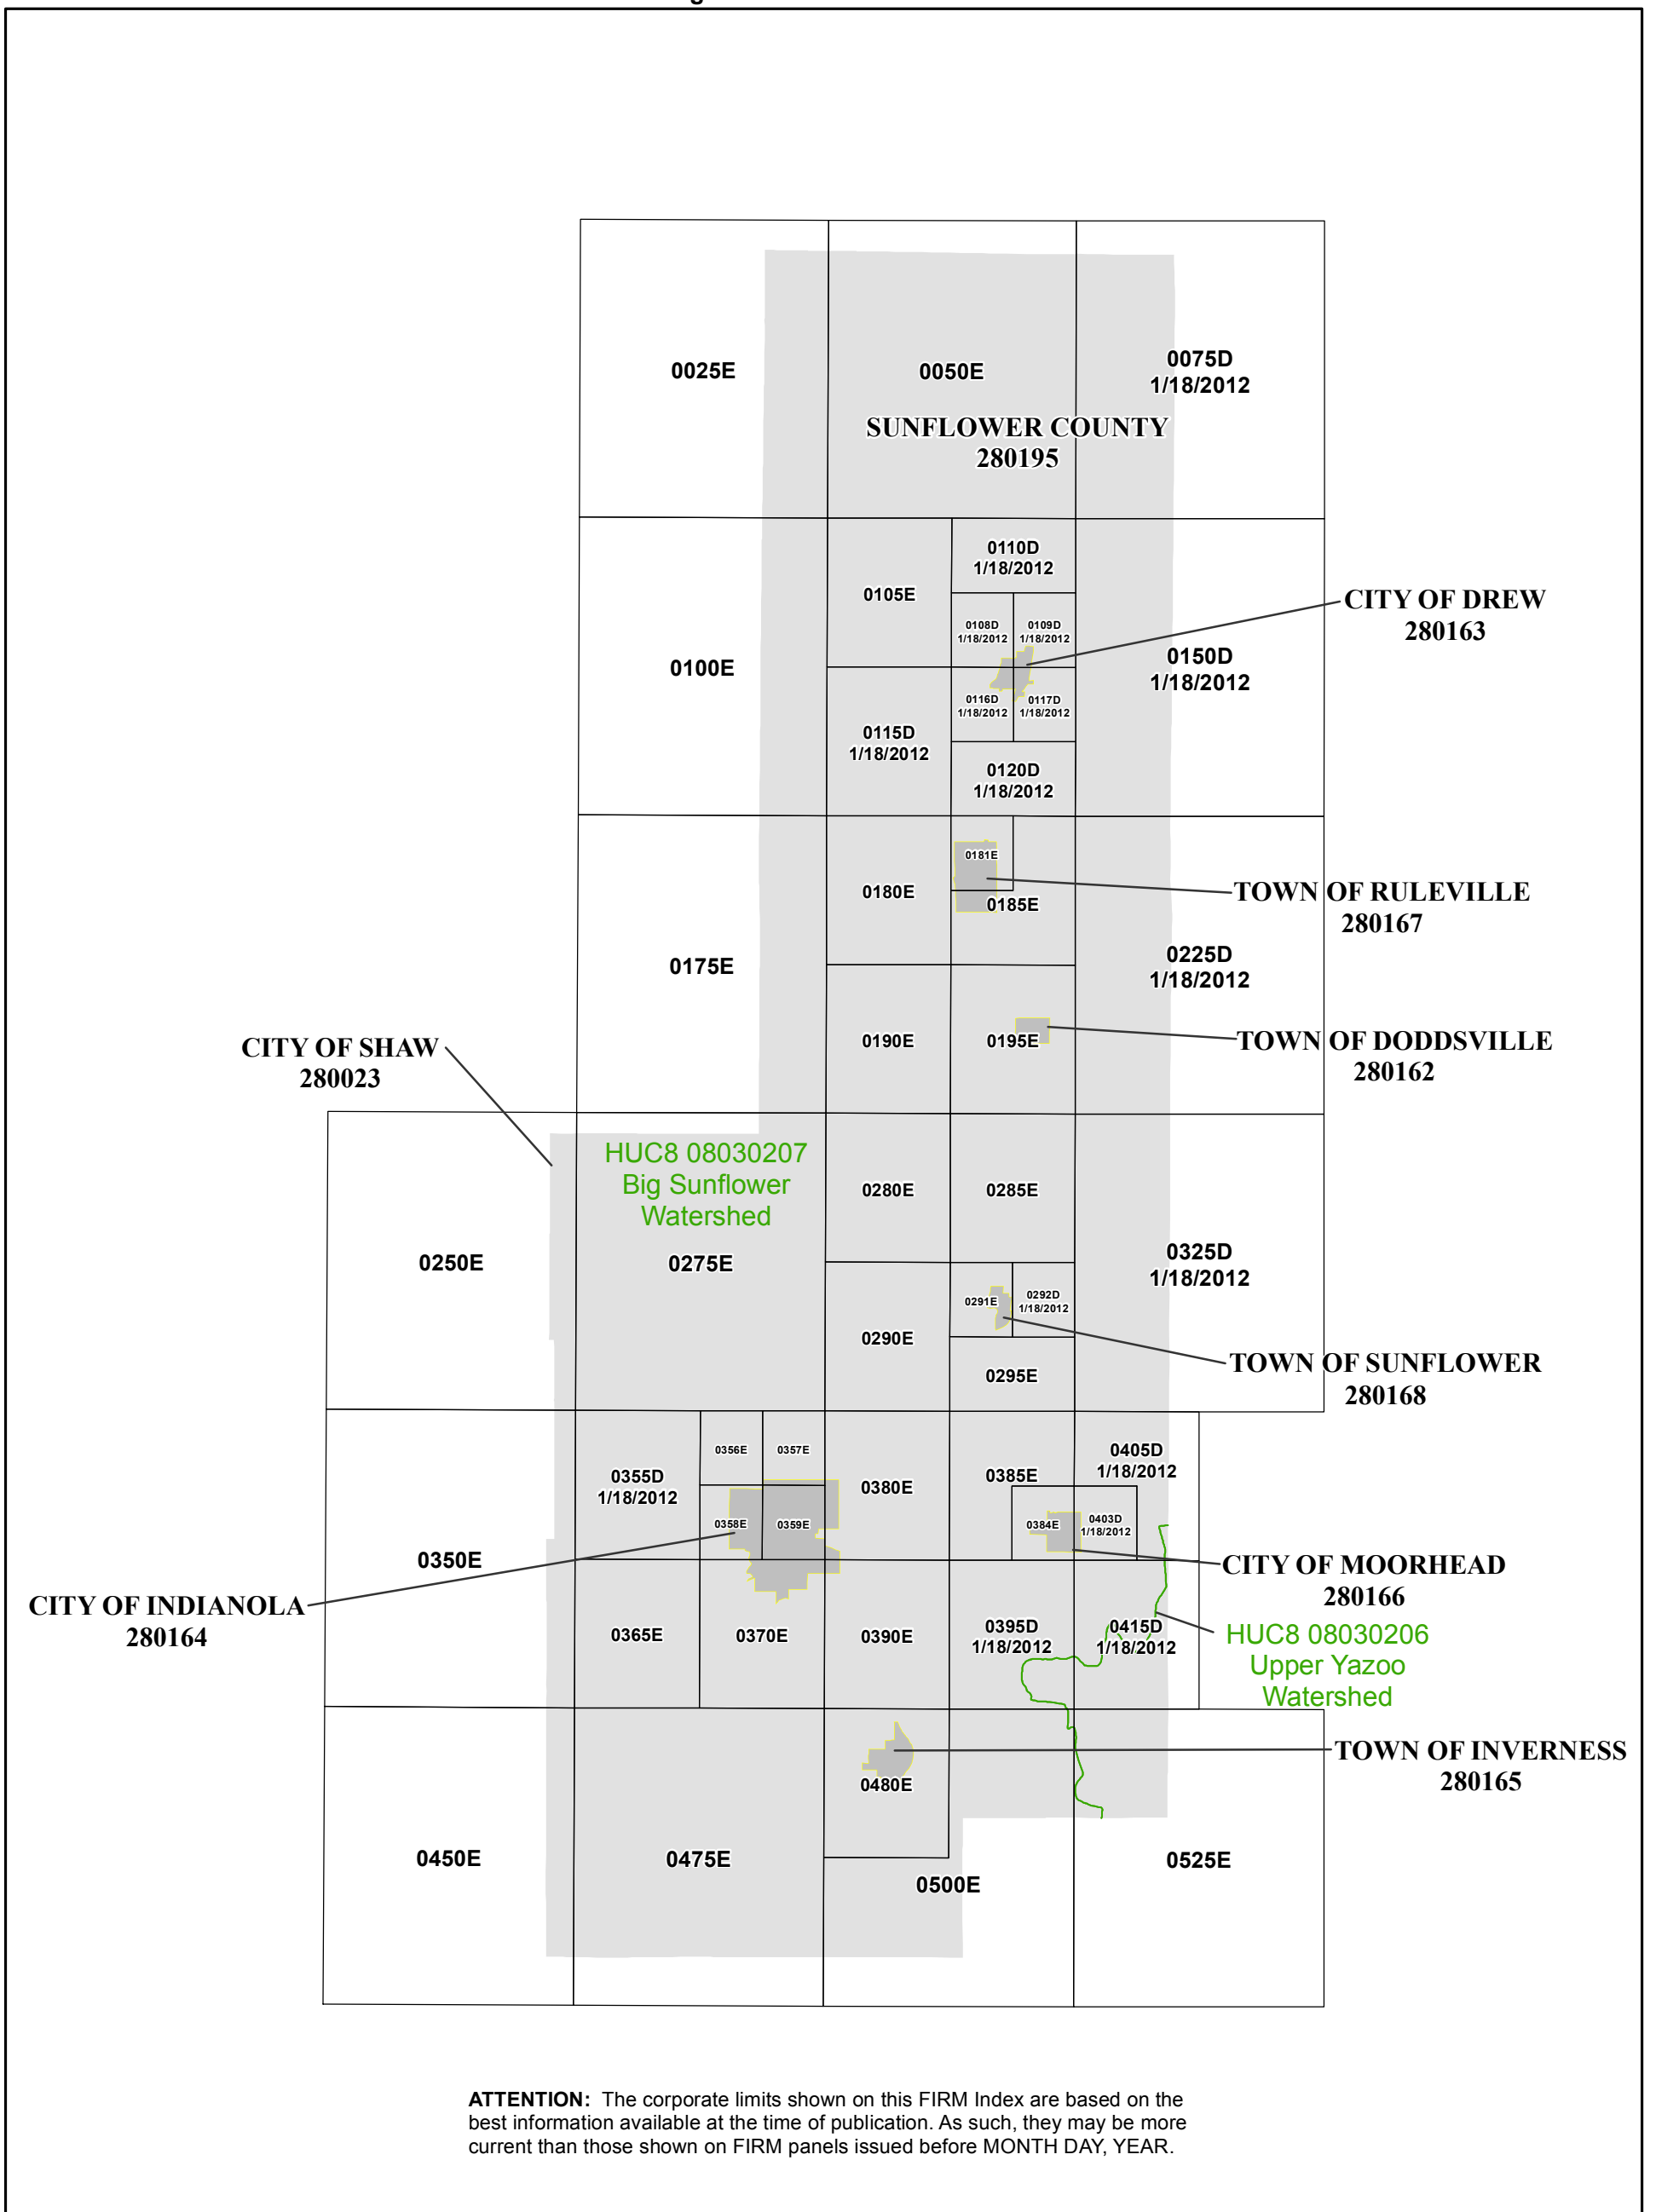 g
0025E
0050E
0075D
1/18/2012
SUNFLOWER COUNTY
280195
0100E
0105E
0110D
1/18/2012
0108D
1/18/2012
0109D
1/18/2012
CITY OF DREW
280163
0150D
1/18/2012
0115D
1/18/2012
0116D
1/18/2012
0117D
1/18/2012
0120D
1/18/2012
0175E
0180E
0181E
0185E
TOWN OF RULEVILLE
280167
0225D
1/18/2012
0190E
0195E
TOWN OF DODDSVILLE
280162
CITY OF SHAW
280023
HUC8 08030207
Big Sunflower
Watershed
0250E
0275E
0280E
0285E
0325D
1/18/2012
0290E
0291E
0292D
1/18/2012
0295E
TOWN OF SUNFLOWER
280168
0350E
0355D
1/18/2012
0356E
0357E
0358E
0359E
0380E
0385E
0384E
0405D
1/18/2012
0403D
1/18/2012
CITY OF MOORHEAD
280166
CITY OF INDIANOLA
280164
0365E
0370E
0390E
0395D
1/18/2012
0415D
1/18/2012
HUC8 08030206
Upper Yazoo
Watershed
TOWN OF INVERNESS
280165
0480E
0450E
0475E
0500E
0525E
ATTENTION: The corporate limits shown on this FIRM Index are based on the
best information available at the time of publication. As such, they may be more
current than those shown on FIRM panels issued before MONTH DAY, YEAR.